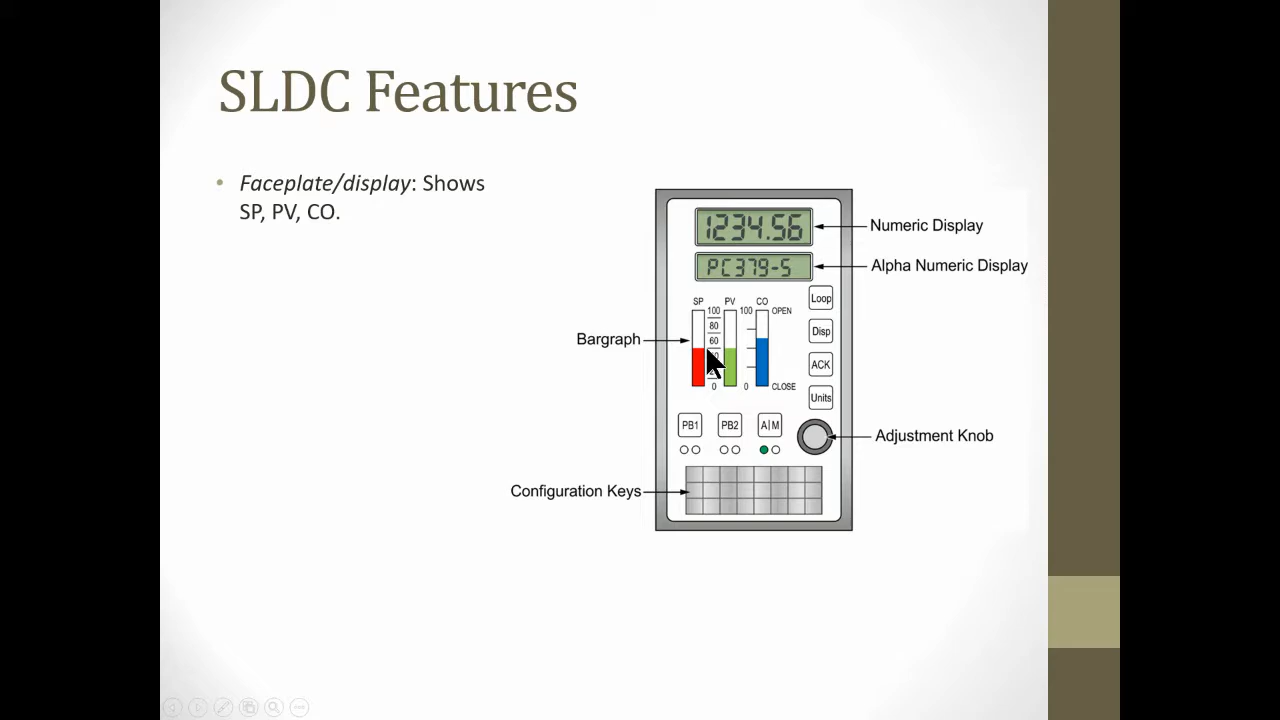 SLDC Features
• Faceplate/display: Shows
SP, PV, CO.
1234.56
Numeric Display
PC379-5
Alpha Numeric Display
SP
PV
CO
100
100
OPEN
80
60
0
0
CLOSE
Loop
Disp
ACK
Units
Bargraph
PB1
PB2
A|M
Adjustment Knob
Configuration Keys